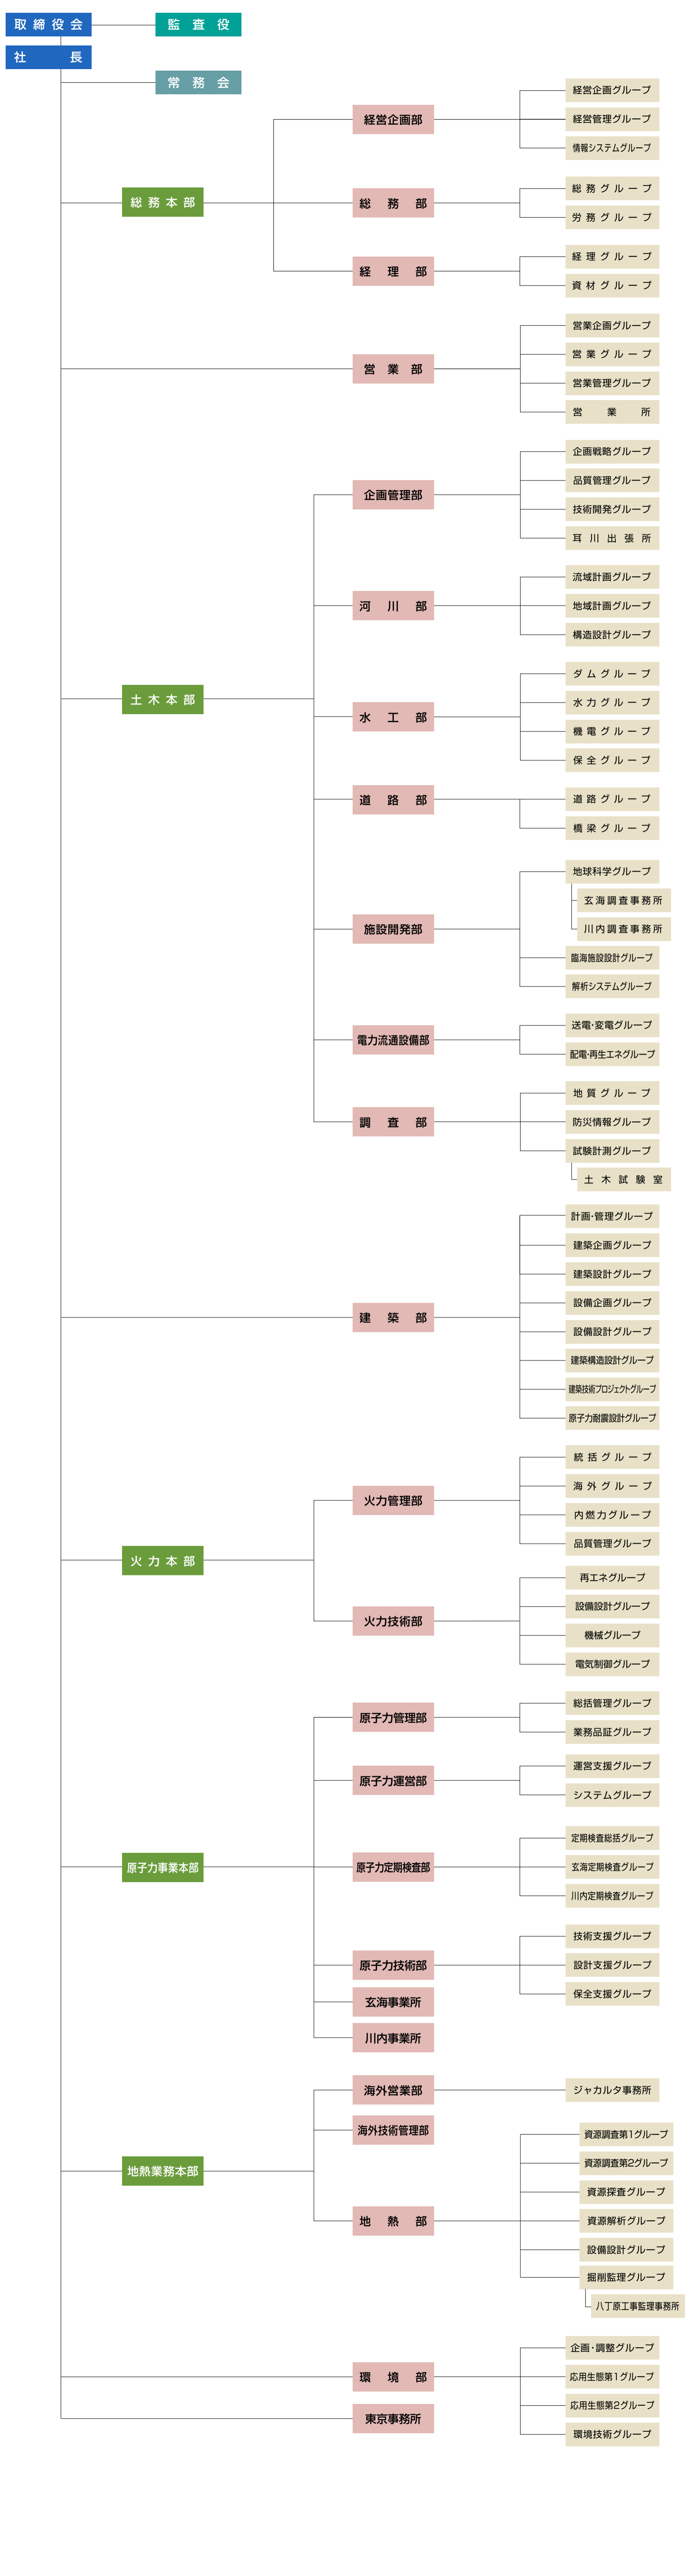 取締役会
監査役
社長
常務会
経営企画グループ
経営企画部
経営管理グループ
情報システムグループ
総務本部
総務部
総務グループ
労務グループ
経理部
経理グループ
資材グループ
営業部
営業企画グループ
営業グループ
営業管理グループ
営業所
土木本部
企画管理部
企画戦略グループ
品質管理グループ
技術開発グループ
耳川出張所
河川部
流域計画グループ
地域計画グループ
構造設計グループ
水工部
ダムグループ
水力グループ
機電グループ
保全グループ
道路部
道路グループ
橋梁グループ
施設開発部
地球科学グループ
玄海調査事務所
川内調査事務所
臨海施設設計グループ
解析システムグループ
電力流通設備部
送電・変電グループ
配電・再生エネグループ
調査部
地質グループ
防災情報グループ
試験計測グループ
土木試験室
建築部
計画・管理グループ
建築企画グループ
建築設計グループ
設備企画グループ
設備設計グループ
建築構造設計グループ
建築技術プロジェクトグループ
原子力耐震設計グループ
火力本部
火力管理部
統括グループ
海外グループ
内燃力グループ
品質管理グループ
火力技術部
再エネグループ
設備設計グループ
機械グループ
電気制御グループ
原子力事業本部
原子力管理部
総括管理グループ
業務品証グループ
原子力運営部
運営支援グループ
システムグループ
原子力定期検査部
定期検査総括グループ
玄海定期検査グループ
川内定期検査グループ
原子力技術部
技術支援グループ
設計支援グループ
保全支援グループ
玄海事業所
川内事業所
地熱業務本部
海外営業部
ジャカルタ事務所
海外技術管理部
地熱部
資源調査第1グループ
資源調査第2グループ
資源探査グループ
資源解析グループ
設備設計グループ
掘削監理グループ
八丁原工事監理事務所
環境部
企画・調整グループ
応用生態第1グループ
応用生態第2グループ
環境技術グループ
東京事務所